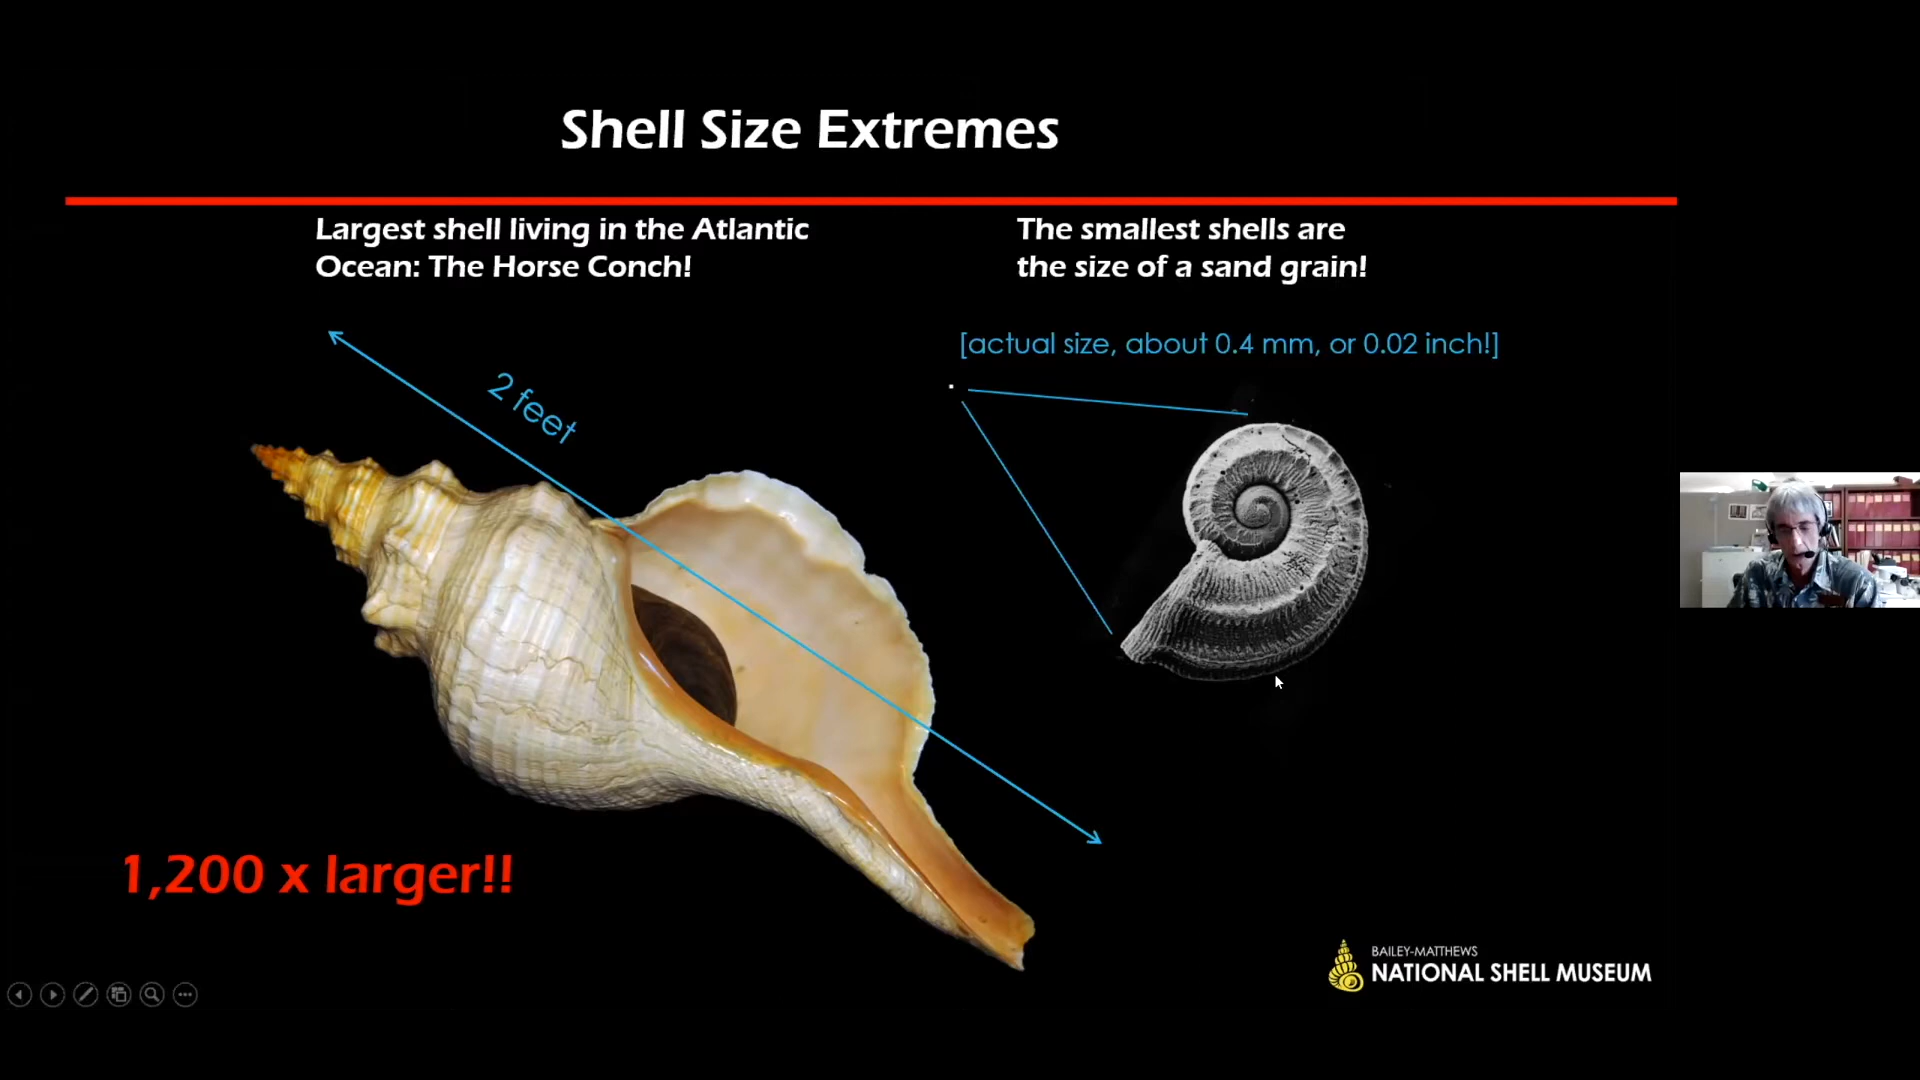 Shell Size Extremes
Largest shell living in the Atlantic
Ocean: The Horse Conch!
The smallest shells are
the size of a sand grain!
[actual size, about 0.4 mm, or 0.02 inch!]
2 feet
1,200 x larger!!
BAILEY-MATTHEWS
NATIONAL SHELL MUSEUM